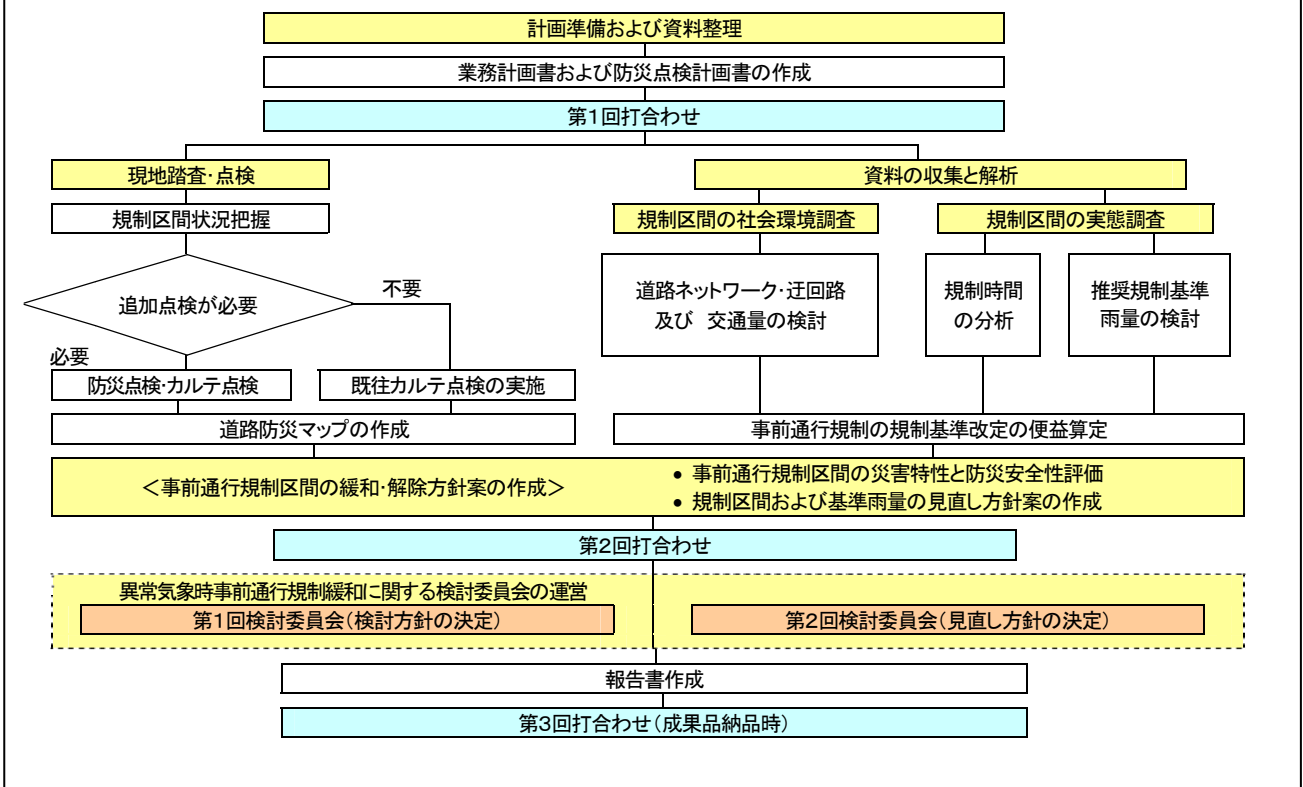 計画準備および資料整理
業務計画書および防災点検計画書の作成
第1回打合わせ
現地踏査・点検
資料の収集と解析
規制区間状況把握
規制区間の社会環境調査
規制区間の実態調査
追加点検が必要
不要
必要
道路ネットワーク・迂回路
及び 交通量の検討
規制時間
の分析
推奨規制基準
雨量の検討
防災点検・カルテ点検
既往カルテ点検の実施
道路防災マップの作成
事前通行規制の規制基準改定の便益算定
＜事前通行規制区間の緩和・解除方針案の作成＞
• 事前通行規制区間の災害特性と防災安全性評価
• 規制区間および基準雨量の見直し方針案の作成
第2回打合わせ
異常気象時事前通行規制緩和に関する検討委員会の運営
第1回検討委員会（検討方針の決定）
第2回検討委員会（見直し方針の決定）
報告書作成
第3回打合わせ（成果品納品時）